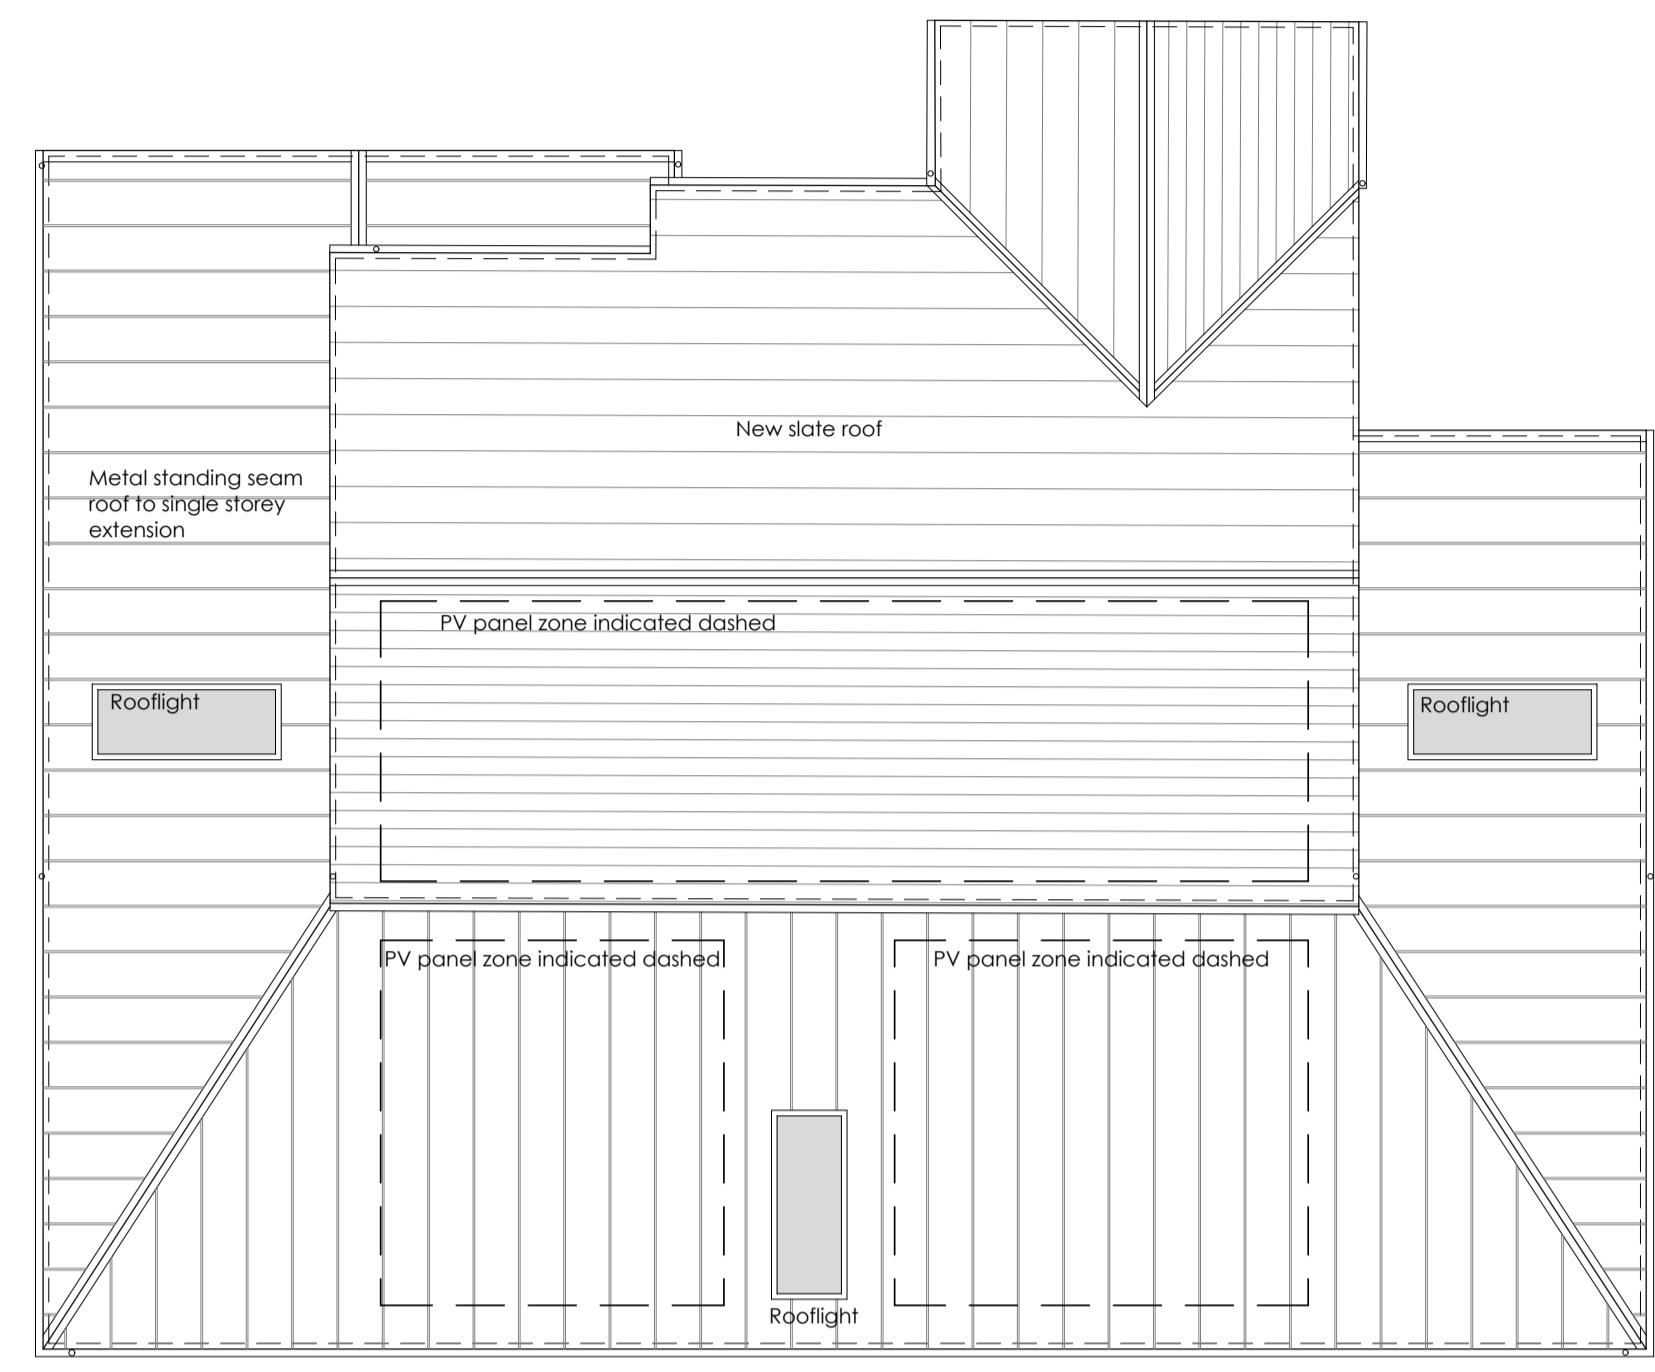 New slate roof
Metal standing seam
roof to single storey
extension
PV panel zone indicated dashed
Rooflight
Rooflight
PV panel zone indicated dashed
PV panel zone indicated dashed
Rooflight